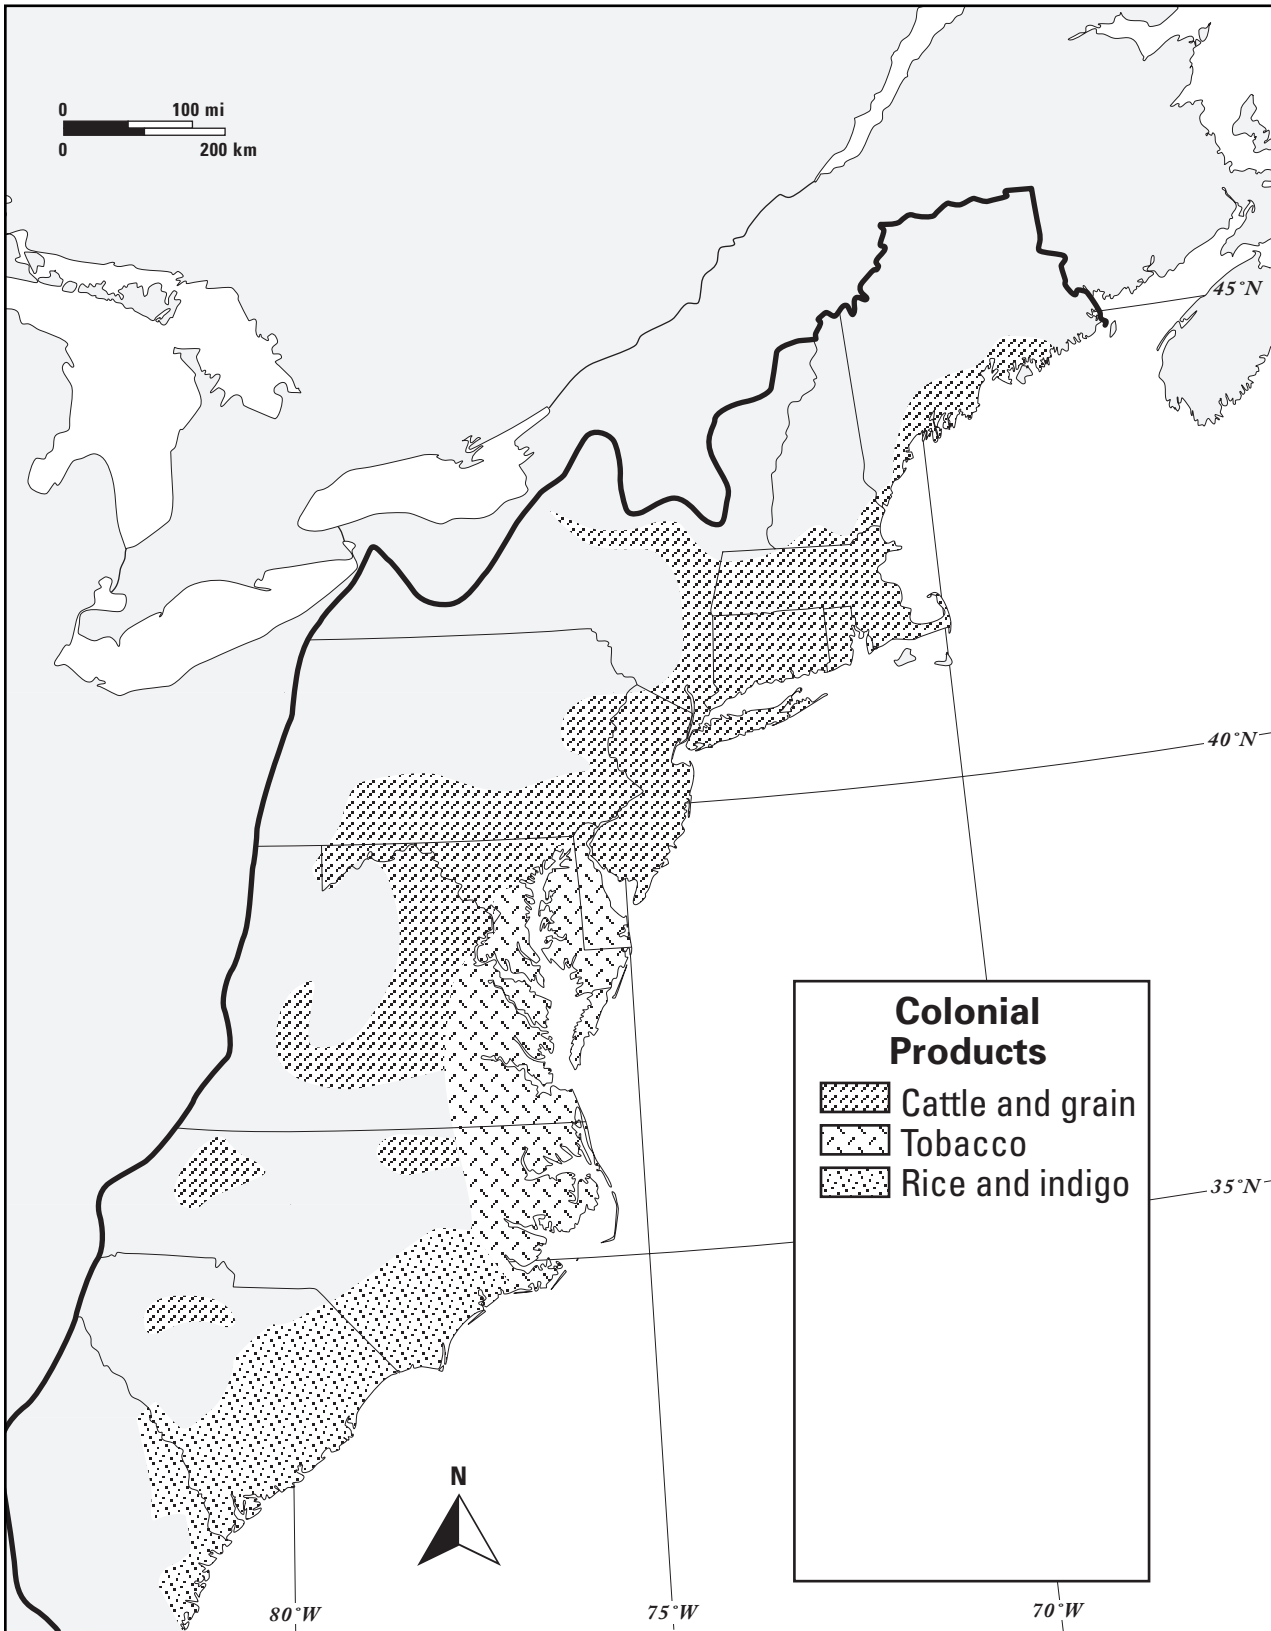 0 100 mi
0 200 km
45°N
40°N
Colonial
Products
Cattle and grain
Tobacco
Rice and indigo
35°N
N
80°W
75°W
70°W